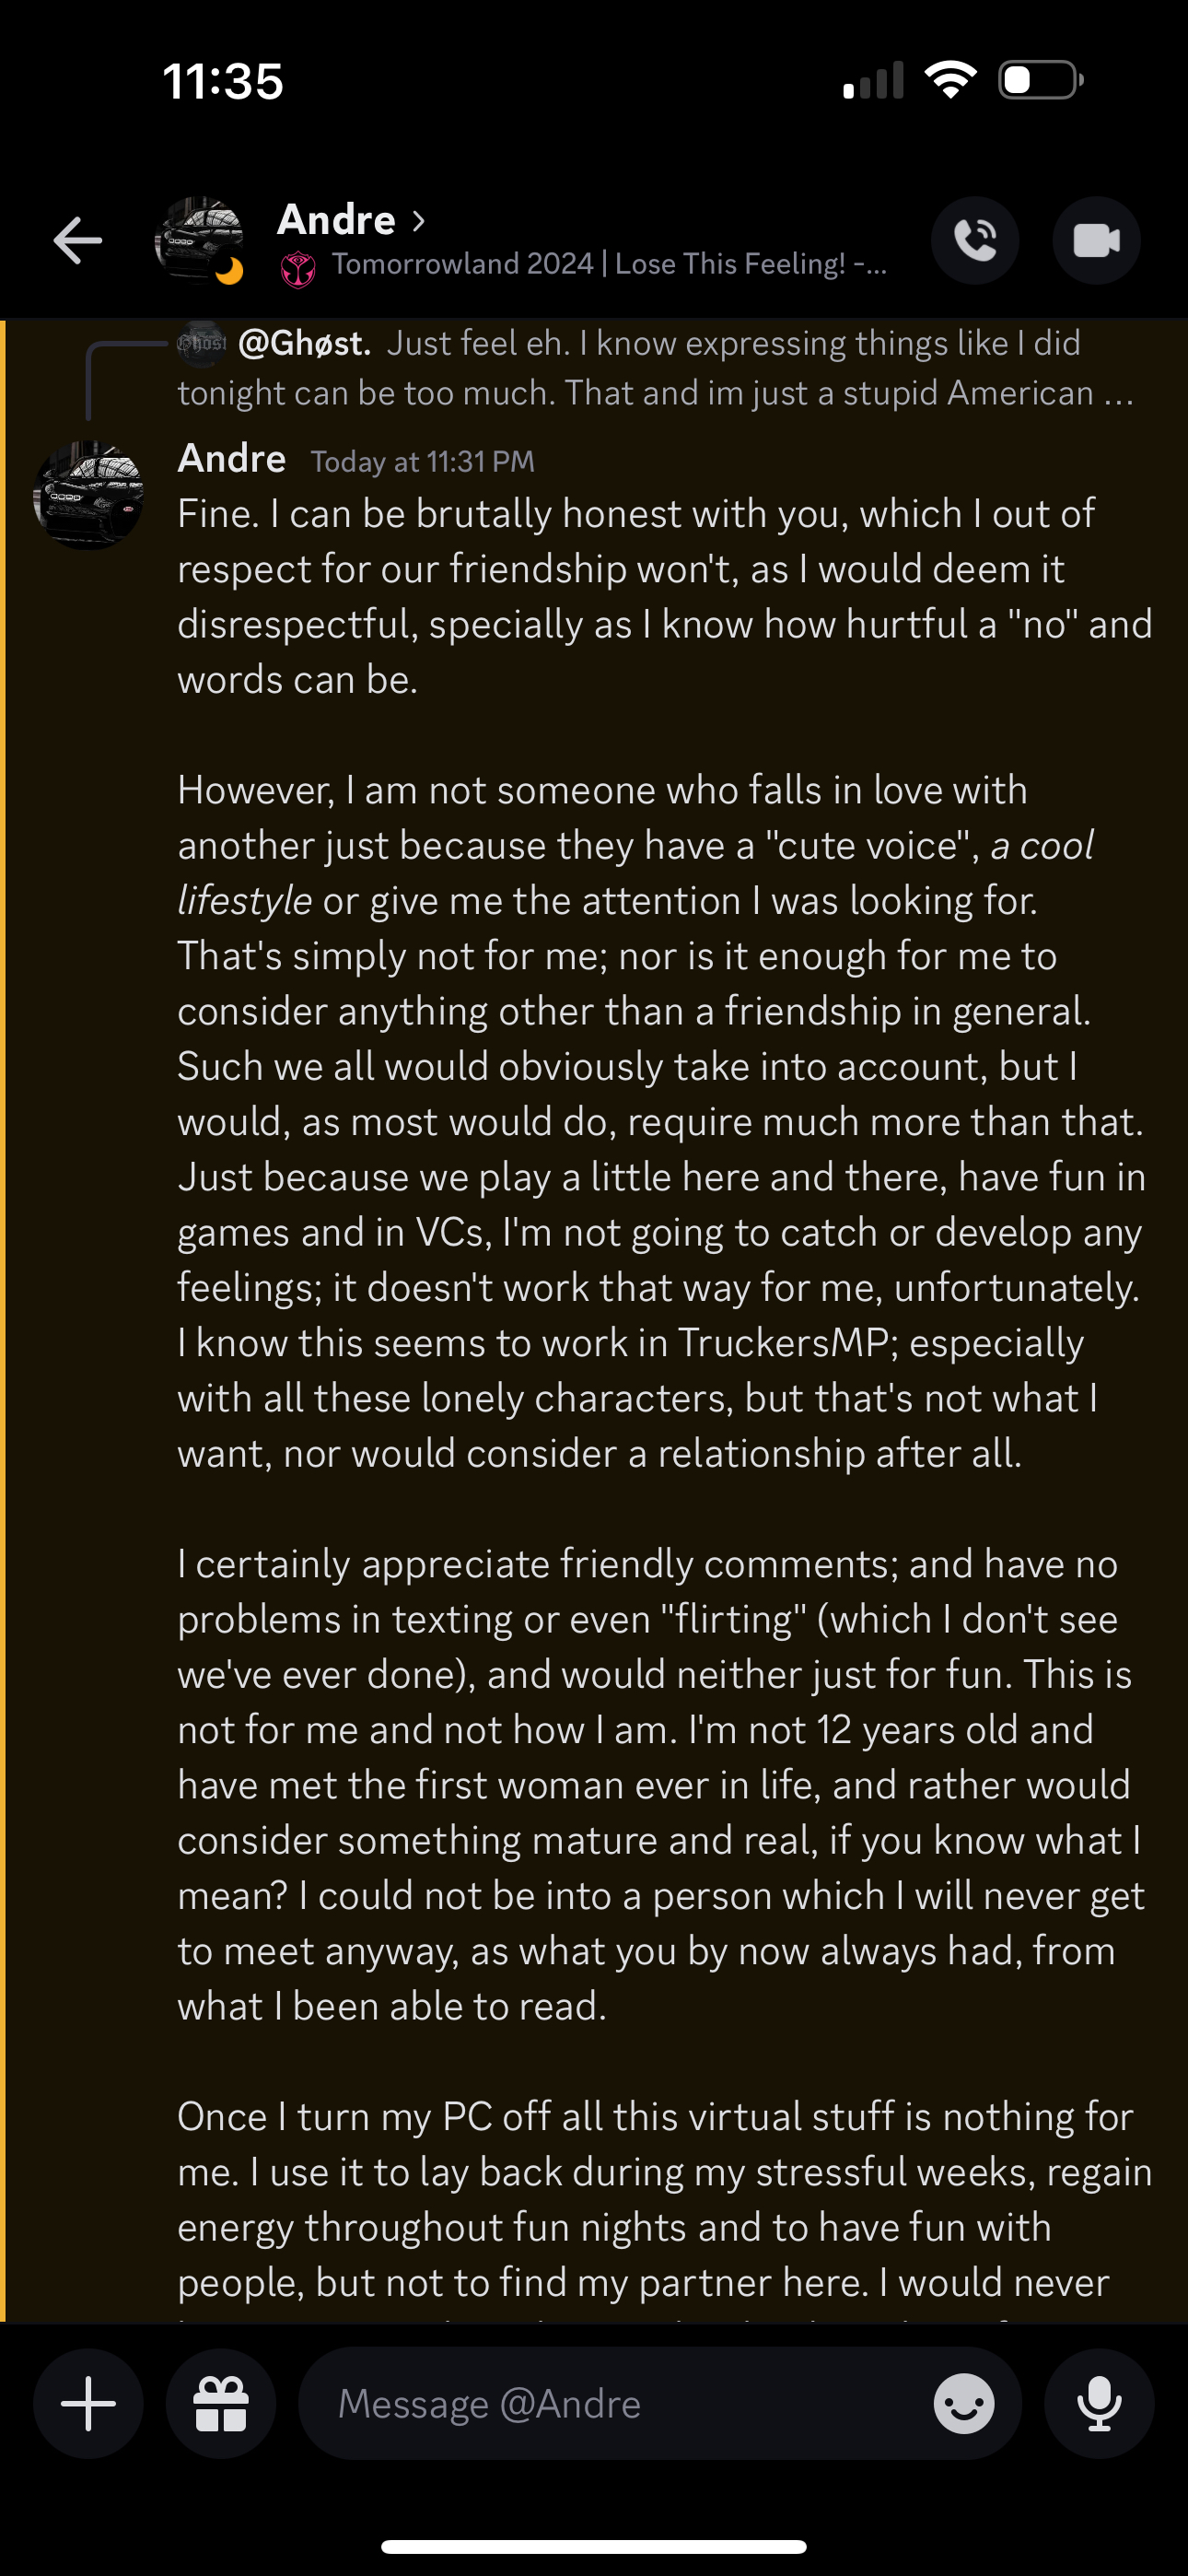 11:35
Andre >
Tomorrowland 2024 | Lose This Feeling! -...
@Ghøst. Just feel eh. I know expressing things like I did
tonight can be too much. That and im just a stupid American ...
Andre Today at 11:31 PM
Fine. I can be brutally honest with you, which I out of
respect for our friendship won't, as I would deem it
disrespectful, specially as I know how hurtful a "no" and
words can be.
However, I am not someone who falls in love with
another just because they have a "cute voice", a cool
lifestyle or give me the attention I was looking for.
That's simply not for me; nor is it enough for me to
consider anything other than a friendship in general.
Such we all would obviously take into account, but I
would, as most would do, require much more than that.
Just because we play a little here and there, have fun in
games and in VCs, I'm not going to catch or develop any
feelings; it doesn't work that way for me, unfortunately.
I know this seems to work in TruckersMP; especially
with all these lonely characters, but that's not what I
want, nor would consider a relationship after all.
I certainly appreciate friendly comments; and have no
problems in texting or even "flirting" (which I don't see
we've ever done), and would neither just for fun. This is
not for me and not how I am. I'm not 12 years old and
have met the first woman ever in life, and rather would
consider something mature and real, if you know what I
mean? I could not be into a person which I will never get
to meet anyway, as what you by now always had, from
what I been able to read.
Once I turn my PC off all this virtual stuff is nothing for
me. I use it to lay back during my stressful weeks, regain
energy throughout fun nights and to have fun with
people, but not to find my partner here. I would never
Message @Andre